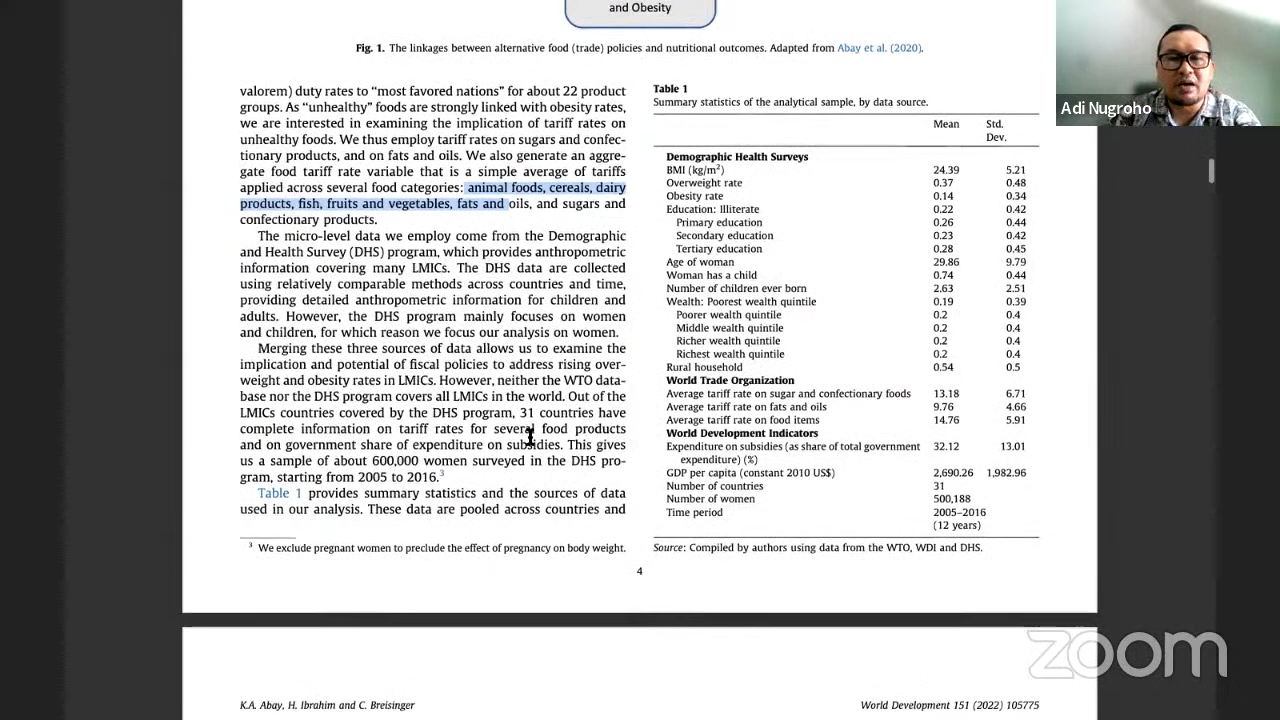 and Obesity
Fig. 1. The linkages between alternative food (trade) policies and nutritional outcomes. Adapted from Abay et al. (2020).
valorem) duty rates to “most favored nations” for about 22 product
groups. As “unhealthy” foods are strongly linked with obesity rates,
we are interested in examining the implication of tariff rates on
unhealthy foods. We thus employ tariff rates on sugars and confec-
tionary products, and on fats and oils. We also generate an aggre-
gate food tariff rate variable that is a simple average of tariffs
applied across several food categories: animal foods, cereals, dairy
products, fish, fruits and vegetables, fats and oils, and sugars and
confectionary products.
The micro-level data we employ come from the Demographic
and Health Survey (DHS) program, which provides anthropometric
information covering many LMICs. The DHS data are collected
using relatively comparable methods across countries and time,
providing detailed anthropometric information for children and
adults. However, the DHS program mainly focuses on women
and children, for which reason we focus our analysis on women.
Merging these three sources of data allows us to examine the
implication and potential of fiscal policies to address rising over-
weight and obesity rates in LMICs. However, neither the WTO data-
base nor the DHS program covers all LMICs in the world. Out of the
LMICs countries covered by the DHS program, 31 countries have
complete information on tariff rates for several food products
and on government share of expenditure on subsidies. This gives
us a sample of about 600,000 women surveyed in the DHS pro-
gram, starting from 2005 to 2016.3
Table 1 provides summary statistics and the sources of data
used in our analysis. These data are pooled across countries and
3 We exclude pregnant women to preclude the effect of pregnancy on body weight.
Table 1
Summary statistics of the analytical sample, by data source.
Mean Std. Dev.
Demographic Health Surveys
BMI (kg/m2) 24.39 5.21
Overweight rate 0.37 0.48
Obesity rate 0.14 0.34
Education: Illiterate 0.22 0.42
Primary education 0.26 0.44
Secondary education 0.23 0.42
Tertiary education 0.28 0.45
Age of woman 29.86 9.79
Woman has a child 0.74 0.44
Number of children ever born 2.63 2.51
Wealth: Poorest wealth quintile 0.19 0.39
Poorer wealth quintile 0.2 0.4
Middle wealth quintile 0.2 0.4
Richer wealth quintile 0.2 0.4
Richest wealth quintile 0.2 0.4
Rural household 0.54 0.5
World Trade Organization
Average tariff rate on sugar and confectionary foods 13.18 6.71
Average tariff rate on fats and oils 9.76 4.66
Average tariff rate on food items 14.76 5.91
World Development Indicators
Expenditure on subsidies (as share of total government 32.12 13.01
expenditure) (%)
GDP per capita (constant 2010 US$) 2,690.26 1,982.96
Number of countries 31
Number of women 500,188
Time period 2005–2016
(12 years)
Source: Compiled by authors using data from the WTO, WDI and DHS.
4
K.A. Abay, H. Ibrahim and C. Breisinger
World Development 151 (2022) 105775
Adi Nugroho
zoom